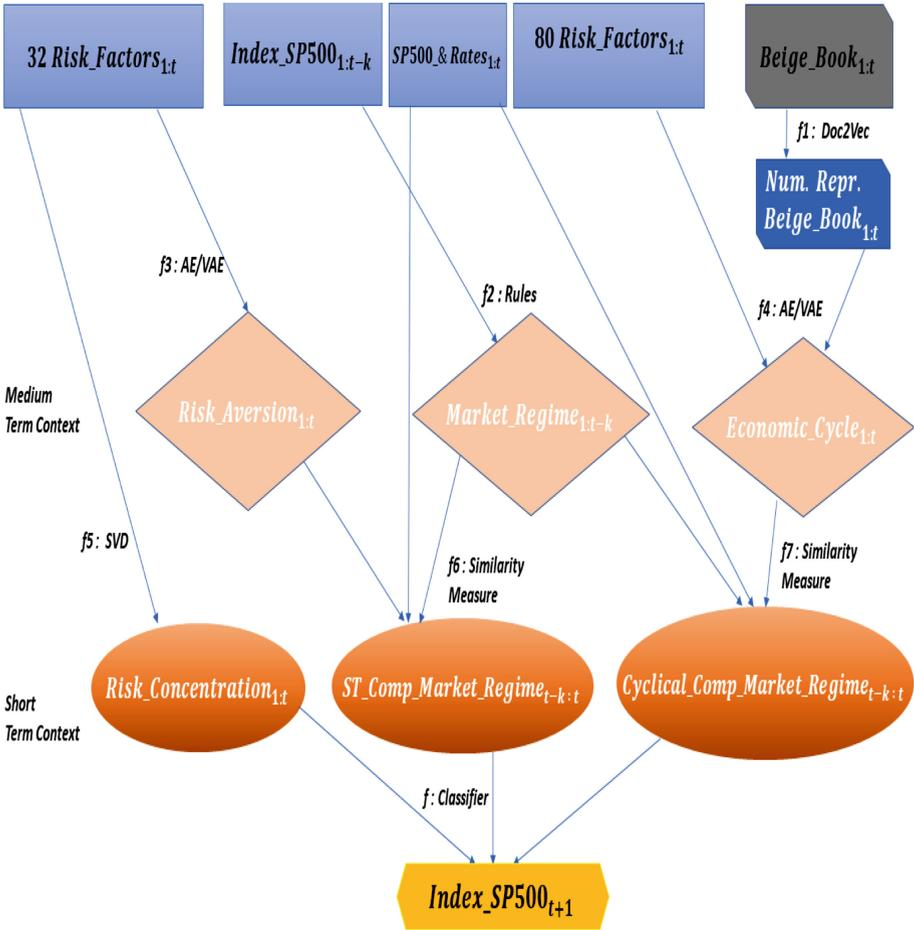 32 Risk_Factors1:t
Index_SP5001:t−k
SP500_&Rates1:t
80 Risk_Factors1:t
Beige_Book1:t
f1 : Doc2Vec
Num. Repr.
Beige_Book1:t
f3 : AE/VAE
f2 : Rules
f4 : AE/VAE
Medium
Term Context
Risk_Aversion1:t
Market_Regime1:t−k
Economic_Cycle1:t
f5 : SVD
f6 : Similarity
Measure
f7 : Similarity
Measure
Short
Term Context
Risk_Concentration1:t
ST_Comp_Market_Regimet−k:t
Cyclical_Comp_Market_Regimet−k:t
f : Classifier
Index_SP500t+1